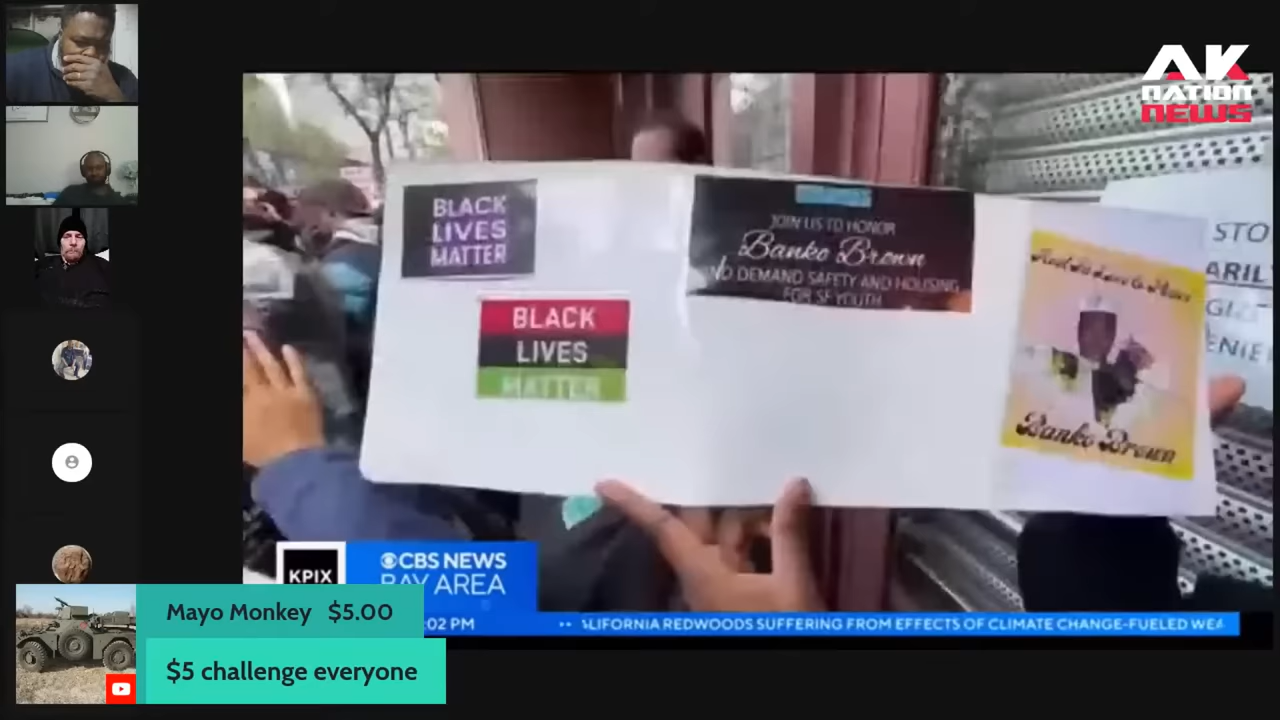 AK
NATION
NEWS
BLACK
LIVES
MATTER
BLACK
LIVES
MATTER
JOIN US TO HONOR
Banko Brown
DEMAND SAFETY AND HOUSING
FOR SF YOUTH
Banko Brown
STO
KPIX
CBS NEWS
BAY AREA
:02 PM
ALIFORNIA REDWOODS SUFFERING FROM EFFECTS OF CLIMATE CHANGE-FUELED WEA
Mayo Monkey $5.00
$5 challenge everyone